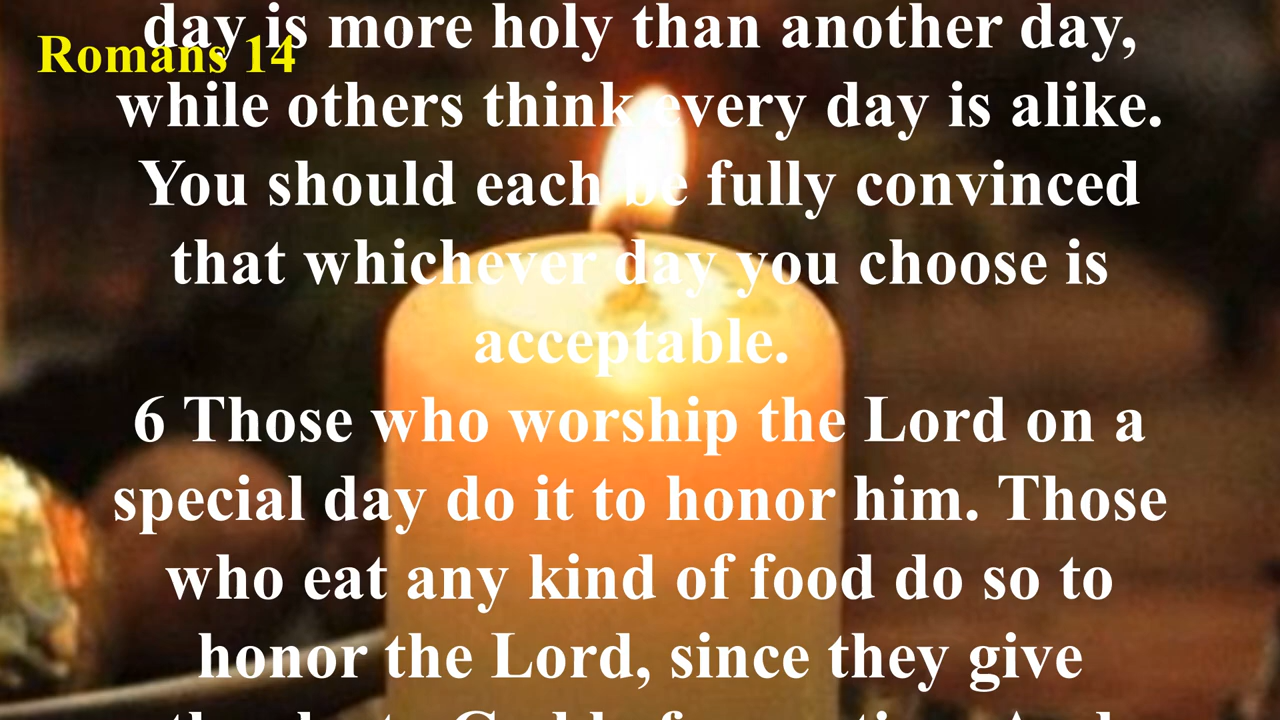 day is more holy than another day,
Romans 14
while others think every day is alike.
You should each be fully convinced
that whichever day you choose is
acceptable.
6 Those who worship the Lord on a
special day do it to honor him. Those
who eat any kind of food do so to
honor the Lord, since they give